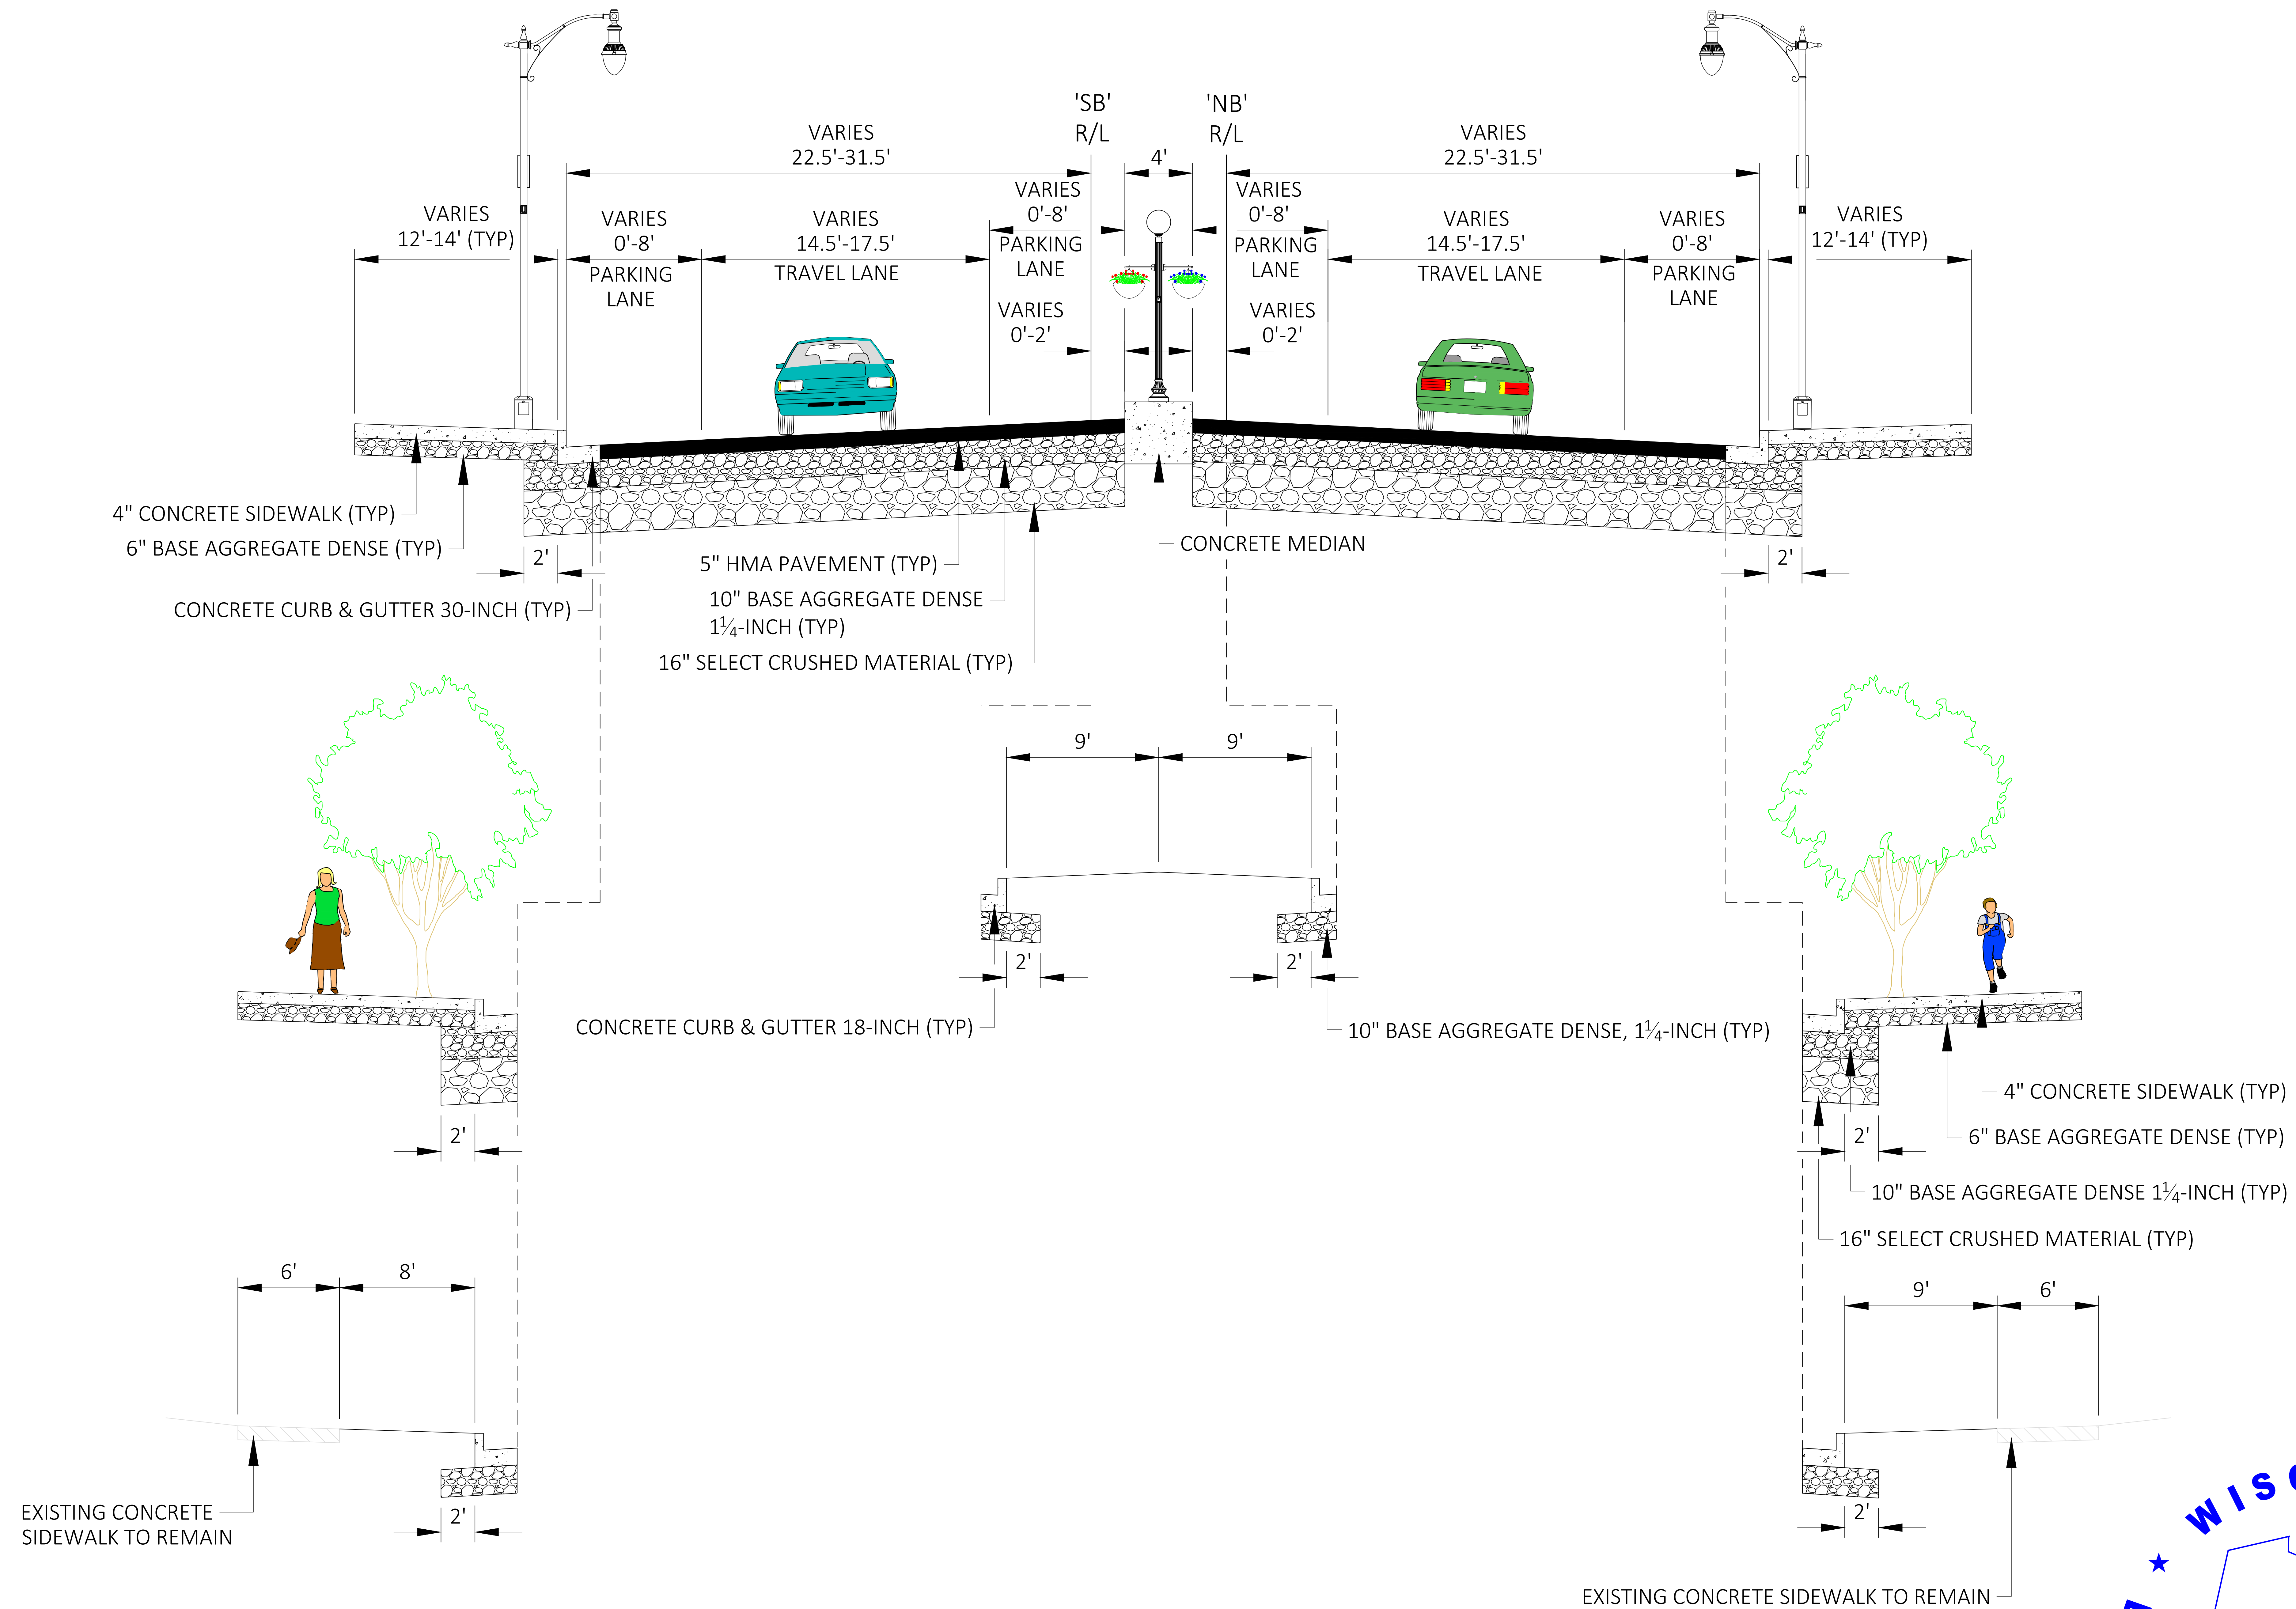 'SB'
R/L
'NB'
R/L
VARIES
22.5'-31.5'
4'
VARIES
22.5'-31.5'
VARIES
12'-14' (TYP)
VARIES
0'-8'
PARKING
LANE
VARIES
14.5'-17.5'
TRAVEL LANE
VARIES
0'-8'
PARKING
LANE
VARIES
0'-2'
VARIES
0'-8'
PARKING
LANE
VARIES
0'-2'
VARIES
14.5'-17.5'
TRAVEL LANE
VARIES
0'-8'
PARKING
LANE
VARIES
12'-14' (TYP)
4" CONCRETE SIDEWALK (TYP)
6" BASE AGGREGATE DENSE (TYP)
2'
CONCRETE CURB & GUTTER 30-INCH (TYP)
5" HMA PAVEMENT (TYP)
10" BASE AGGREGATE DENSE
1¼-INCH (TYP)
16" SELECT CRUSHED MATERIAL (TYP)
CONCRETE MEDIAN
2'
9'
9'
2'
2'
CONCRETE CURB & GUTTER 18-INCH (TYP)
10" BASE AGGREGATE DENSE, 1¼-INCH (TYP)
2'
4" CONCRETE SIDEWALK (TYP)
6" BASE AGGREGATE DENSE (TYP)
2'
10" BASE AGGREGATE DENSE 1¼-INCH (TYP)
16" SELECT CRUSHED MATERIAL (TYP)
6'
8'
9'
6'
EXISTING CONCRETE
SIDEWALK TO REMAIN
2'
2'
EXISTING CONCRETE SIDEWALK TO REMAIN
WISC